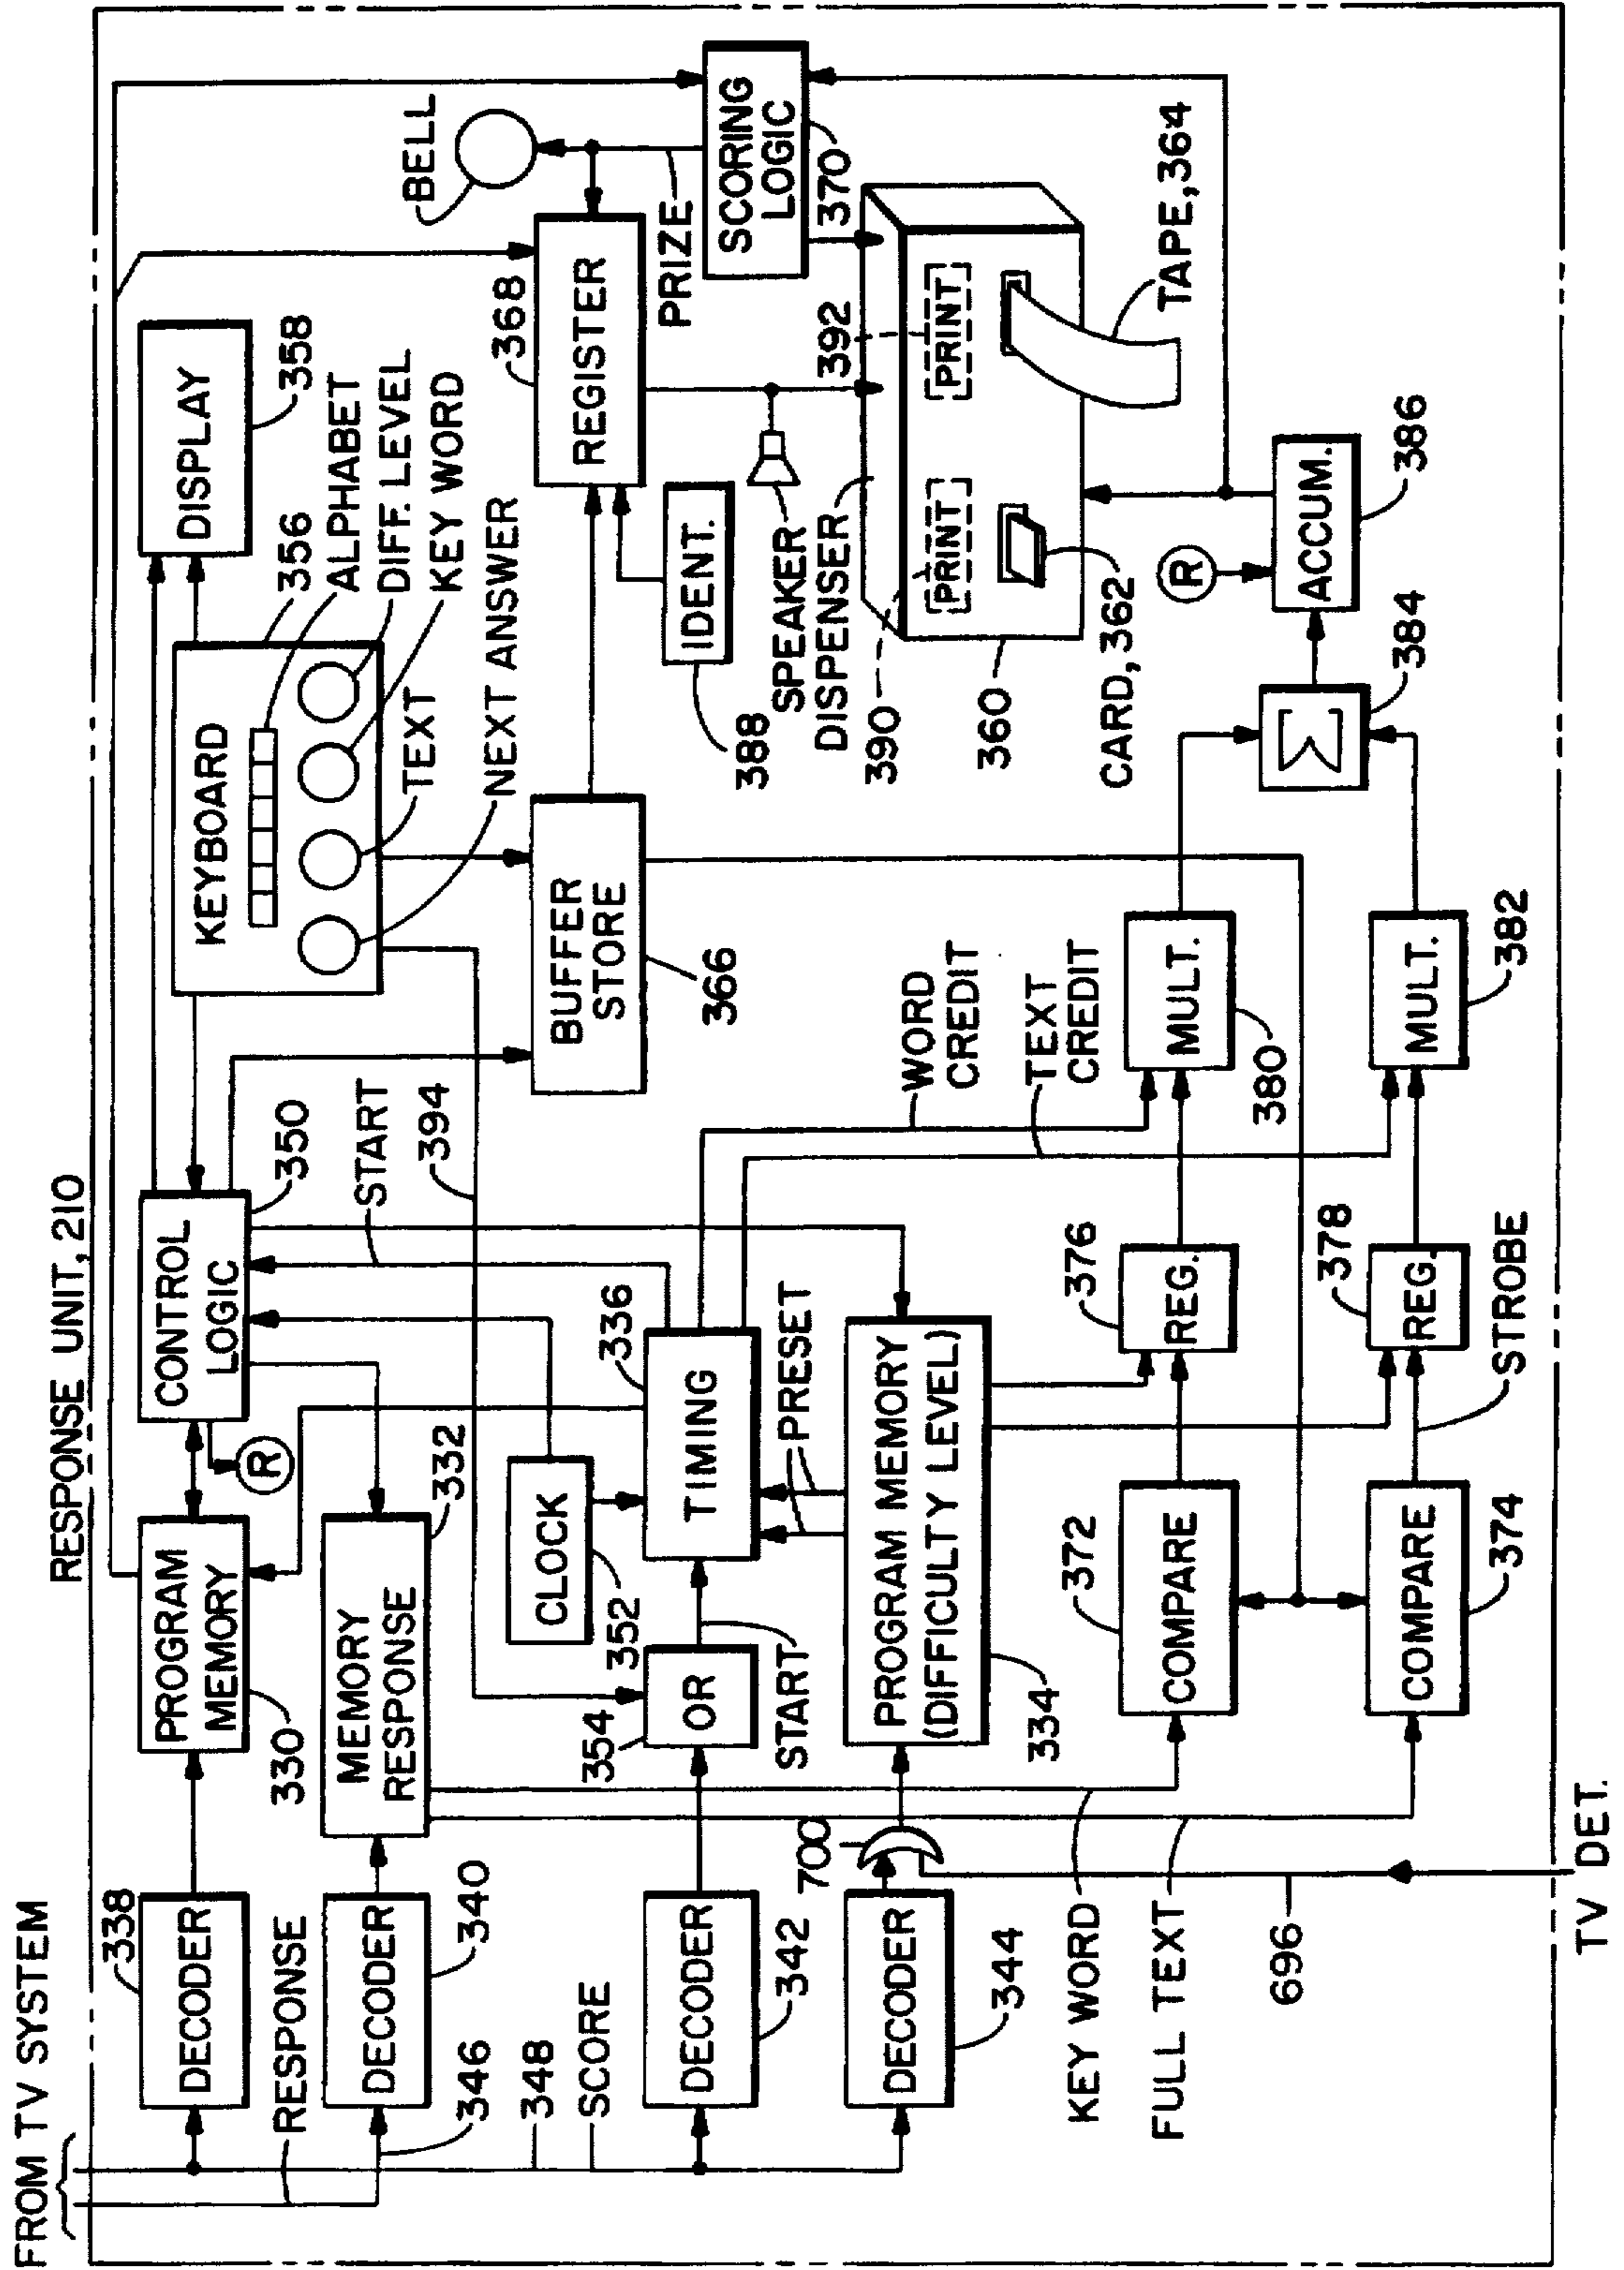 FROM TV SYSTEM
RESPONSE UNIT, 210
338
DECODER
RESPONSE
DECODER
340
346
348
SCORE
DECODER
342
DECODER
344
700
696
TV DET.
KEY WORD
FULL TEXT
PROGRAM
MEMORY
330
MEMORY
RESPONSE
332
R
CONTROL
LOGIC
350
START
394
CLOCK
352
354
OR
START
TIMING
336
PRESET
PROGRAM MEMORY
(DIFFICULTY LEVEL)
334
372
COMPARE
COMPARE
374
376
REG.
378
REG.
STROBE
WORD
CREDIT
TEXT
CREDIT
MULT.
380
MULT.
382
KEYBOARD
356
ALPHABET
DIFF. LEVEL
KEY WORD
TEXT
NEXT ANSWER
DISPLAY
358
BUFFER
STORE
366
368
REGISTER
IDENT.
388
BELL
PRIZE
SCORING
LOGIC
370
SPEAKER
DISPENSER
390
PRINT
392
PRINT
360
CARD, 362
TAPE, 364
Σ
384
R
ACCUM.
386